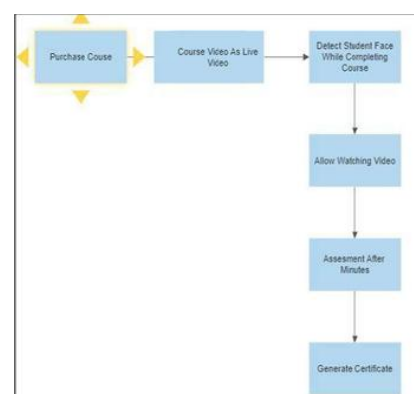 Purchase Couse
Course Video As Live
Video
Detect Student Face
While Completing
Course
Allow Watching Video
Assesment After
Minutes
Generate Certificate